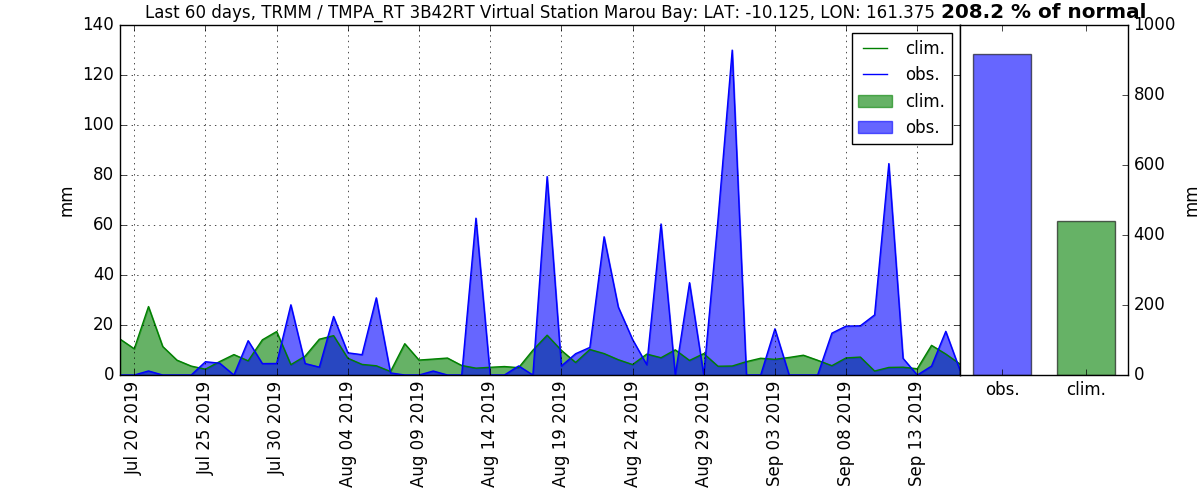 Last 60 days, TRMM / TMPA_RT 3B42RT Virtual Station Marou Bay: LAT: -10.125, LON: 161.375 208.2 % of normal
mm
140
120
100
80
60
40
20
0
clim.
obs.
clim.
obs.
Jul 20 2019
Jul 25 2019
Jul 30 2019
Aug 04 2019
Aug 09 2019
Aug 14 2019
Aug 19 2019
Aug 24 2019
Aug 29 2019
Sep 03 2019
Sep 08 2019
Sep 13 2019
1000
800
600
400
200
0
mm
obs.
clim.